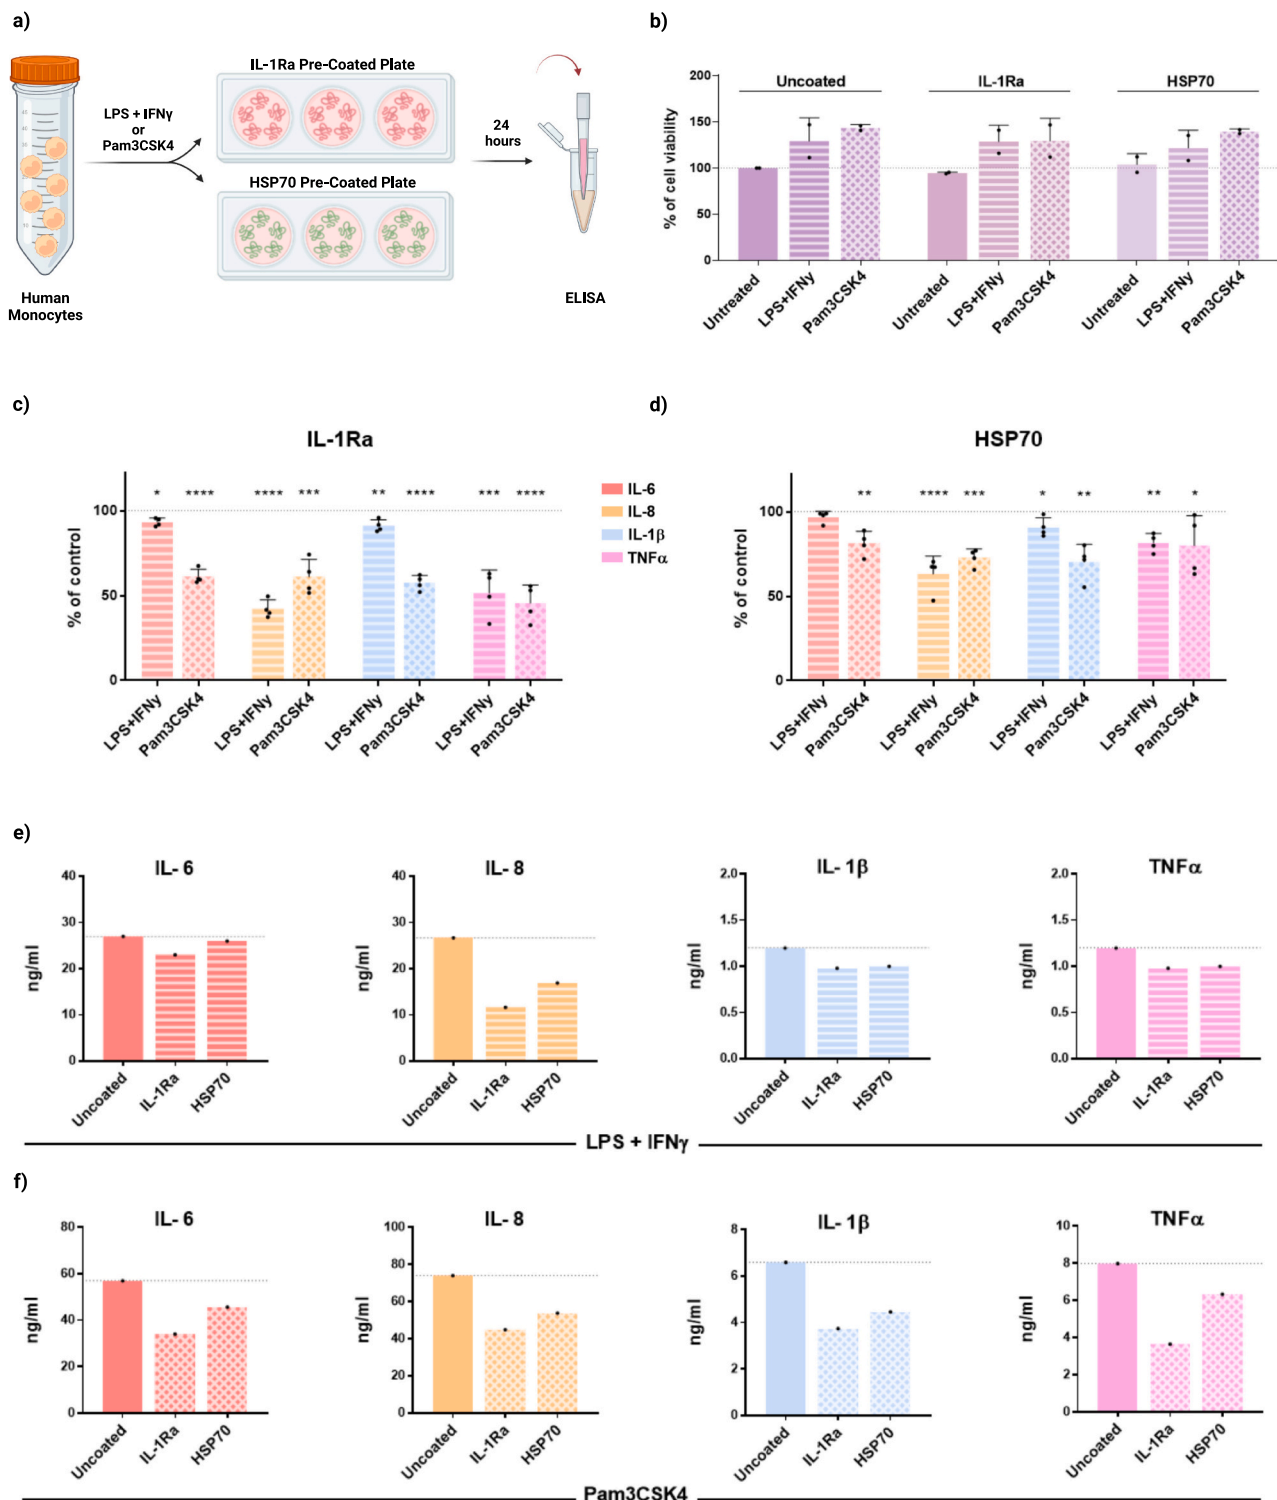 a)
IL-1Ra Pre-Coated Plate
LPS + IFNγ
or
Pam3CSK4
24
hours
HSP70 Pre-Coated Plate
Human
Monocytes
ELISA
b)
Uncoated
IL-1Ra
HSP70
% of cell viability
200
150
100
50
0
Untreated
LPS+IFNγ
Pam3CSK4
Untreated
LPS+IFNγ
Pam3CSK4
Untreated
LPS+IFNγ
Pam3CSK4
c)
IL-1Ra
% of control
100
50
0
* **** **** *** ** **** *** ****
LPS+IFNγ
Pam3CSK4
LPS+IFNγ
Pam3CSK4
LPS+IFNγ
Pam3CSK4
LPS+IFNγ
Pam3CSK4
IL-6
IL-8
IL-1β
TNFα
d)
HSP70
% of control
100
50
0
** **** *** * ** ** *
LPS+IFNγ
Pam3CSK4
LPS+IFNγ
Pam3CSK4
LPS+IFNγ
Pam3CSK4
LPS+IFNγ
Pam3CSK4
e)
IL- 6
ng/ml
40
30
20
10
0
Uncoated
IL-1Ra
HSP70
IL- 8
ng/ml
40
30
20
10
0
Uncoated
IL-1Ra
HSP70
IL- 1β
ng/ml
2.0
1.5
1.0
0.5
0.0
Uncoated
IL-1Ra
HSP70
TNFα
ng/ml
2.0
1.5
1.0
0.5
0.0
Uncoated
IL-1Ra
HSP70
LPS + IFNγ
f)
IL- 6
ng/ml
80
60
40
20
0
Uncoated
IL-1Ra
HSP70
IL- 8
ng/ml
100
80
60
40
20
0
Uncoated
IL-1Ra
HSP70
IL- 1β
ng/ml
8
6
4
2
0
Uncoated
IL-1Ra
HSP70
TNFα
ng/ml
10
8
6
4
2
0
Uncoated
IL-1Ra
HSP70
Pam3CSK4